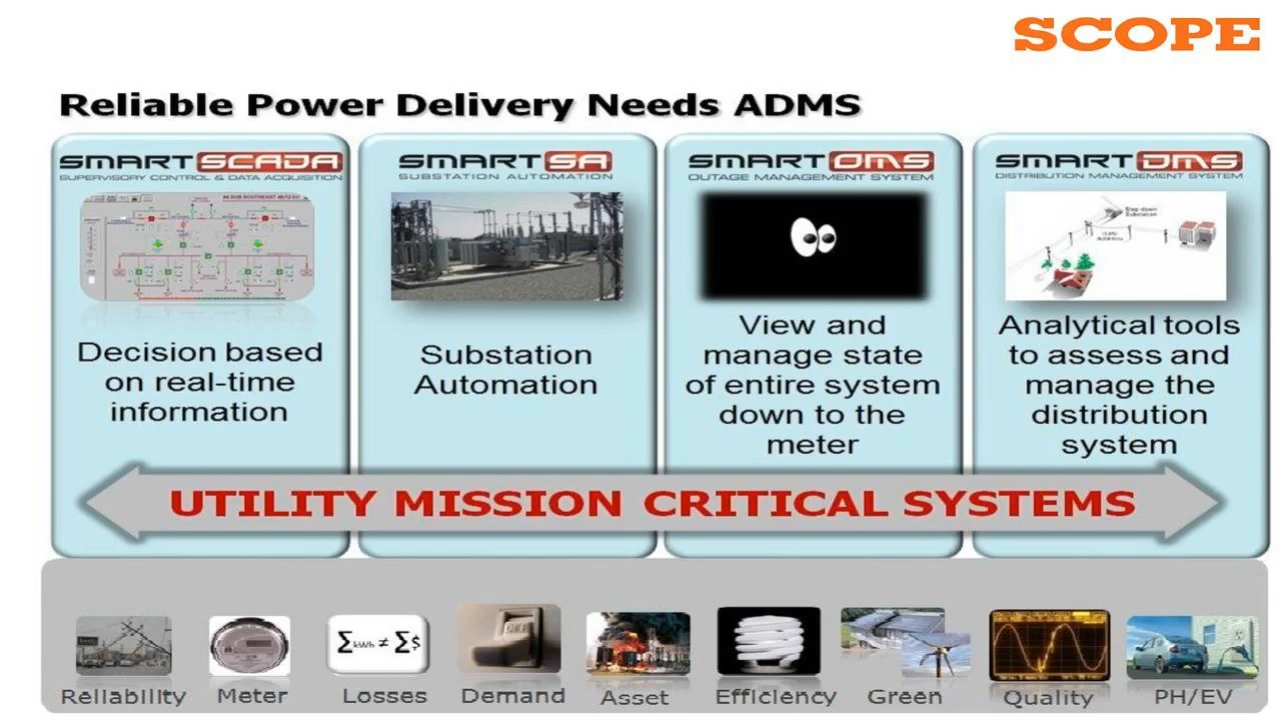 SCOPE
Reliable Power Delivery Needs ADMS
SMART SCADA
SUPERVISORY CONTROL & DATA ACQUISITION
Decision based
on real-time
information
SMART SA
SUBSTATION AUTOMATION
Substation
Automation
SMART OMS
OUTAGE MANAGEMENT SYSTEM
View and
manage state
of entire system
down to the
meter
SMART DMS
DISTRIBUTION MANAGEMENT SYSTEM
Step-down
Substation
Analytical tools
to assess and
manage the
distribution
system
UTILITY MISSION CRITICAL SYSTEMS
∑kWh ≠ ∑$
Reliability
Meter
Losses
Demand
Asset
Efficiency
Green
Quality
PH/EV